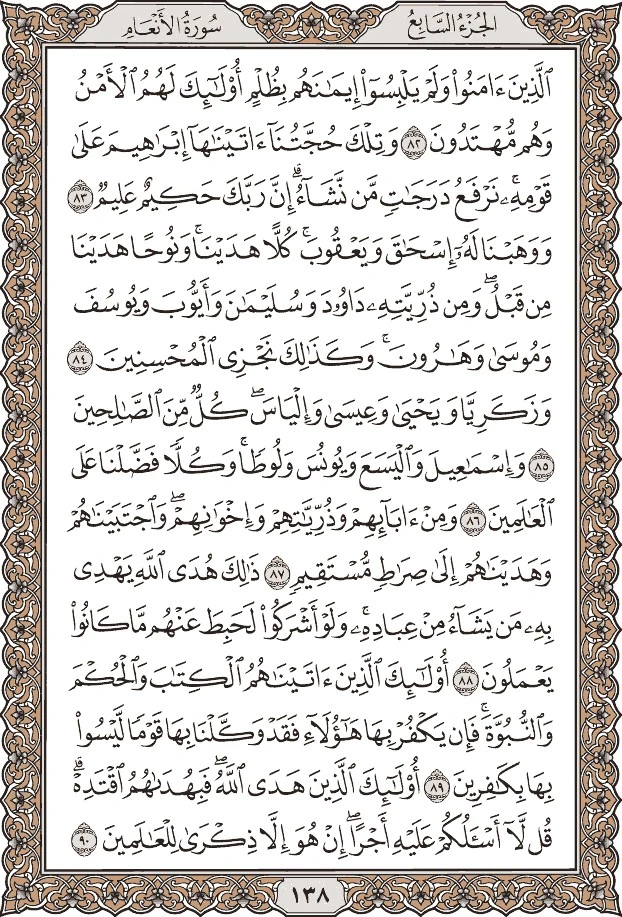 الجُزْءُ السَّابِعُ
سُورَةُ الأَنْعَامِ
ٱلَّذِينَ ءَامَنُواْ وَلَمْ يَلْبِسُوٓاْ إِيمَٰنَهُم بِظُلْمٍ أُوْلَٰٓئِكَ لَهُمُ ٱلْأَمْنُ
وَهُم مُّهْتَدُونَ ٨٢ وَتِلْكَ حُجَّتُنَآ ءَاتَيْنَٰهَآ إِبْرَٰهِيمَ عَلَىٰ
قَوْمِهِۦۚ نَرْفَعُ دَرَجَٰتٍ مَّن نَّشَآءُۗ إِنَّ رَبَّكَ حَكِيمٌ عَلِيمٌ ٨٣
وَوَهَبْنَا لَهُۥٓ إِسْحَٰقَ وَيَعْقُوبَۚ كُلًّا هَدَيْنَاۚ وَنُوحًا هَدَيْنَا
مِن قَبْلُۖ وَمِن ذُرِّيَّتِهِۦ دَاوُۥدَ وَسُلَيْمَٰنَ وَأَيُّوبَ وَيُوسُفَ
وَمُوسَىٰ وَهَٰرُونَۚ وَكَذَٰلِكَ نَجْزِي ٱلْمُحْسِنِينَ ٨٤
وَزَكَرِيَّا وَيَحْيَىٰ وَعِيسَىٰ وَإِلْيَاسَۖ كُلٌّ مِّنَ ٱلصَّٰلِحِينَ
٨٥ وَإِسْمَٰعِيلَ وَٱلْيَسَعَ وَيُونُسَ وَلُوطًاۚ وَكُلًّا فَضَّلْنَا عَلَى
ٱلْعَٰلَمِينَ ٨٦ وَمِنْ ءَابَآئِهِمْ وَذُرِّيَّٰتِهِمْ وَإِخْوَٰنِهِمْۖ وَٱجْتَبَيْنَٰهُمْ
وَهَدَيْنَٰهُمْ إِلَىٰ صِرَٰطٍ مُّسْتَقِيمٍ ٨٧ ذَٰلِكَ هُدَى ٱللَّهِ يَهْدِي
بِهِۦ مَن يَشَآءُ مِنْ عِبَادِهِۦۚ وَلَوْ أَشْرَكُواْ لَحَبِطَ عَنْهُم مَّا كَانُواْ
يَعْمَلُونَ ٨٨ أُوْلَٰٓئِكَ ٱلَّذِينَ ءَاتَيْنَٰهُمُ ٱلْكِتَٰبَ وَٱلْحُكْمَ
وَٱلنُّبُوَّةَۚ فَإِن يَكْفُرْ بِهَا هَٰٓؤُلَآءِ فَقَدْ وَكَّلْنَا بِهَا قَوْمًا لَّيْسُواْ
بِهَا بِكَٰفِرِينَ ٨٩ أُوْلَٰٓئِكَ ٱلَّذِينَ هَدَى ٱللَّهُۖ فَبِهُدَىٰهُمُ ٱقْتَدِهْۗ
قُل لَّآ أَسْـَٔلُكُمْ عَلَيْهِ أَجْرًاۖ إِنْ هُوَ إِلَّا ذِكْرَىٰ لِلْعَٰلَمِينَ ٩٠
١٣٨